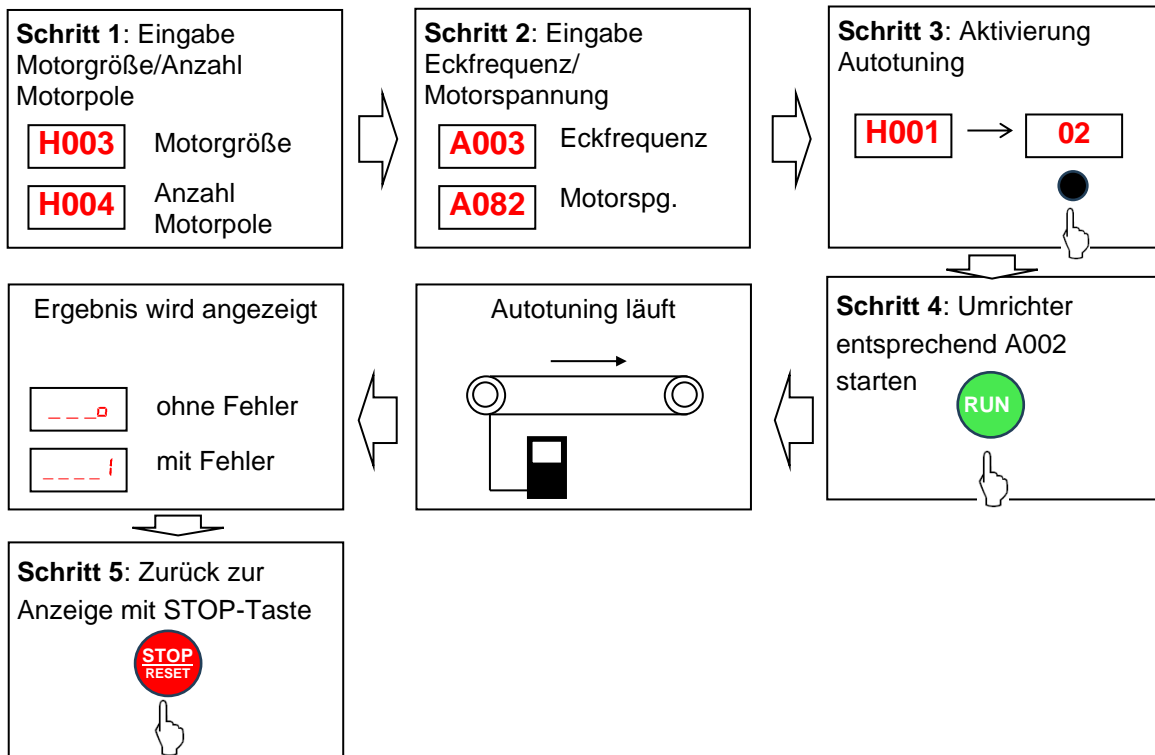 Schritt 1: Eingabe
Motorgröße/Anzahl
Motorpole
H003 Motorgröße
H004 Anzahl
Motorpole
Schritt 2: Eingabe
Eckfrequenz/
Motorspannung
A003 Eckfrequenz
A082 Motorspg.
Schritt 3: Aktivierung
Autotuning
H001 → 02
Schritt 4: Umrichter
entsprechend A002
starten
RUN
Autotuning läuft
Ergebnis wird angezeigt
_ _ _o ohne Fehler
_ _ _ _1 mit Fehler
Schritt 5: Zurück zur
Anzeige mit STOP-Taste
STOP
RESET